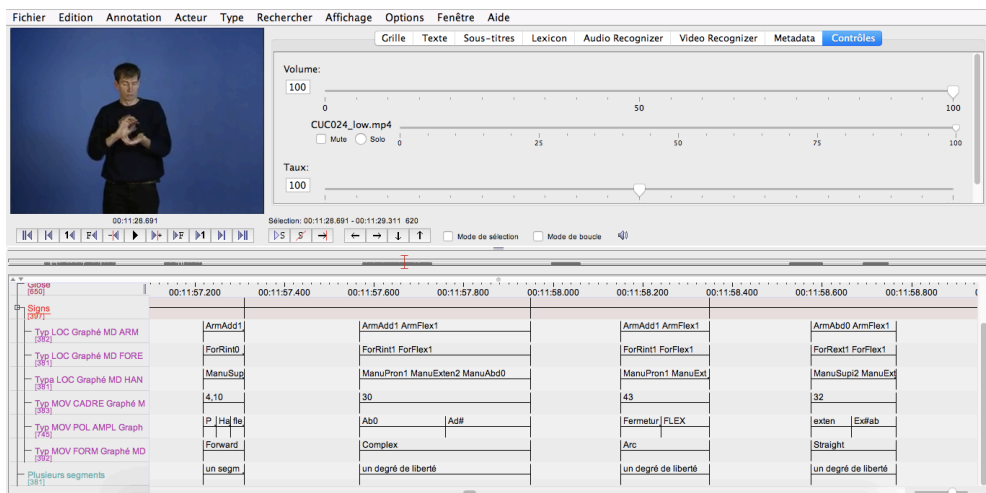 Fichier Edition Annotation Acteur Type Rechercher Affichage Options Fenêtre Aide
Grille Texte Sous-titres Lexicon Audio Recognizer Video Recognizer Metadata Contrôles
Volume:
100
0 50 100
CUC024_low.mp4
Mute Solo 0 25 50 75 100
Taux:
100
00:11:28.691 Sélection: 00:11:28.691 - 00:11:29.311 620
1 F - + F 1 S S Mode de sélection Mode de boucle
Glose
[650]
00:11:57.200 00:11:57.400 00:11:57.600 00:11:57.800 00:11:58.000 00:11:58.200 00:11:58.400 00:11:58.600 00:11:58.800
Signs
[397]
Typ LOC Graphé MD ARM ArmAdd1 ArmAdd1 ArmFlex1 ArmAdd1 ArmFlex1 ArmAbd0 ArmFlex1
[382]
Typ LOC Graphé MD FORE ForRint0 ForRint1 ForFlex1 ForRint1 ForFlex1 ForRext1 ForFlex1
[381]
Typa LOC Graphé MD HAN ManuSup ManuPron1 ManuExten2 ManuAbd0 ManuPron1 ManuExt ManuSupi2 ManuExt
[381]
Typ MOV CADRE Graphé M 4,10 30 43 32
[383]
Typ MOV POL AMPL Graph P Ha fle Ab0 Ad# Fermetur FLEX exten Ex#ab
[745]
Typ MOV FORM Graphé MD Forward Complex Arc Straight
[392]
Plusieurs segments un segm un degré de liberté un degré de liberté un degré de liberté
[381]